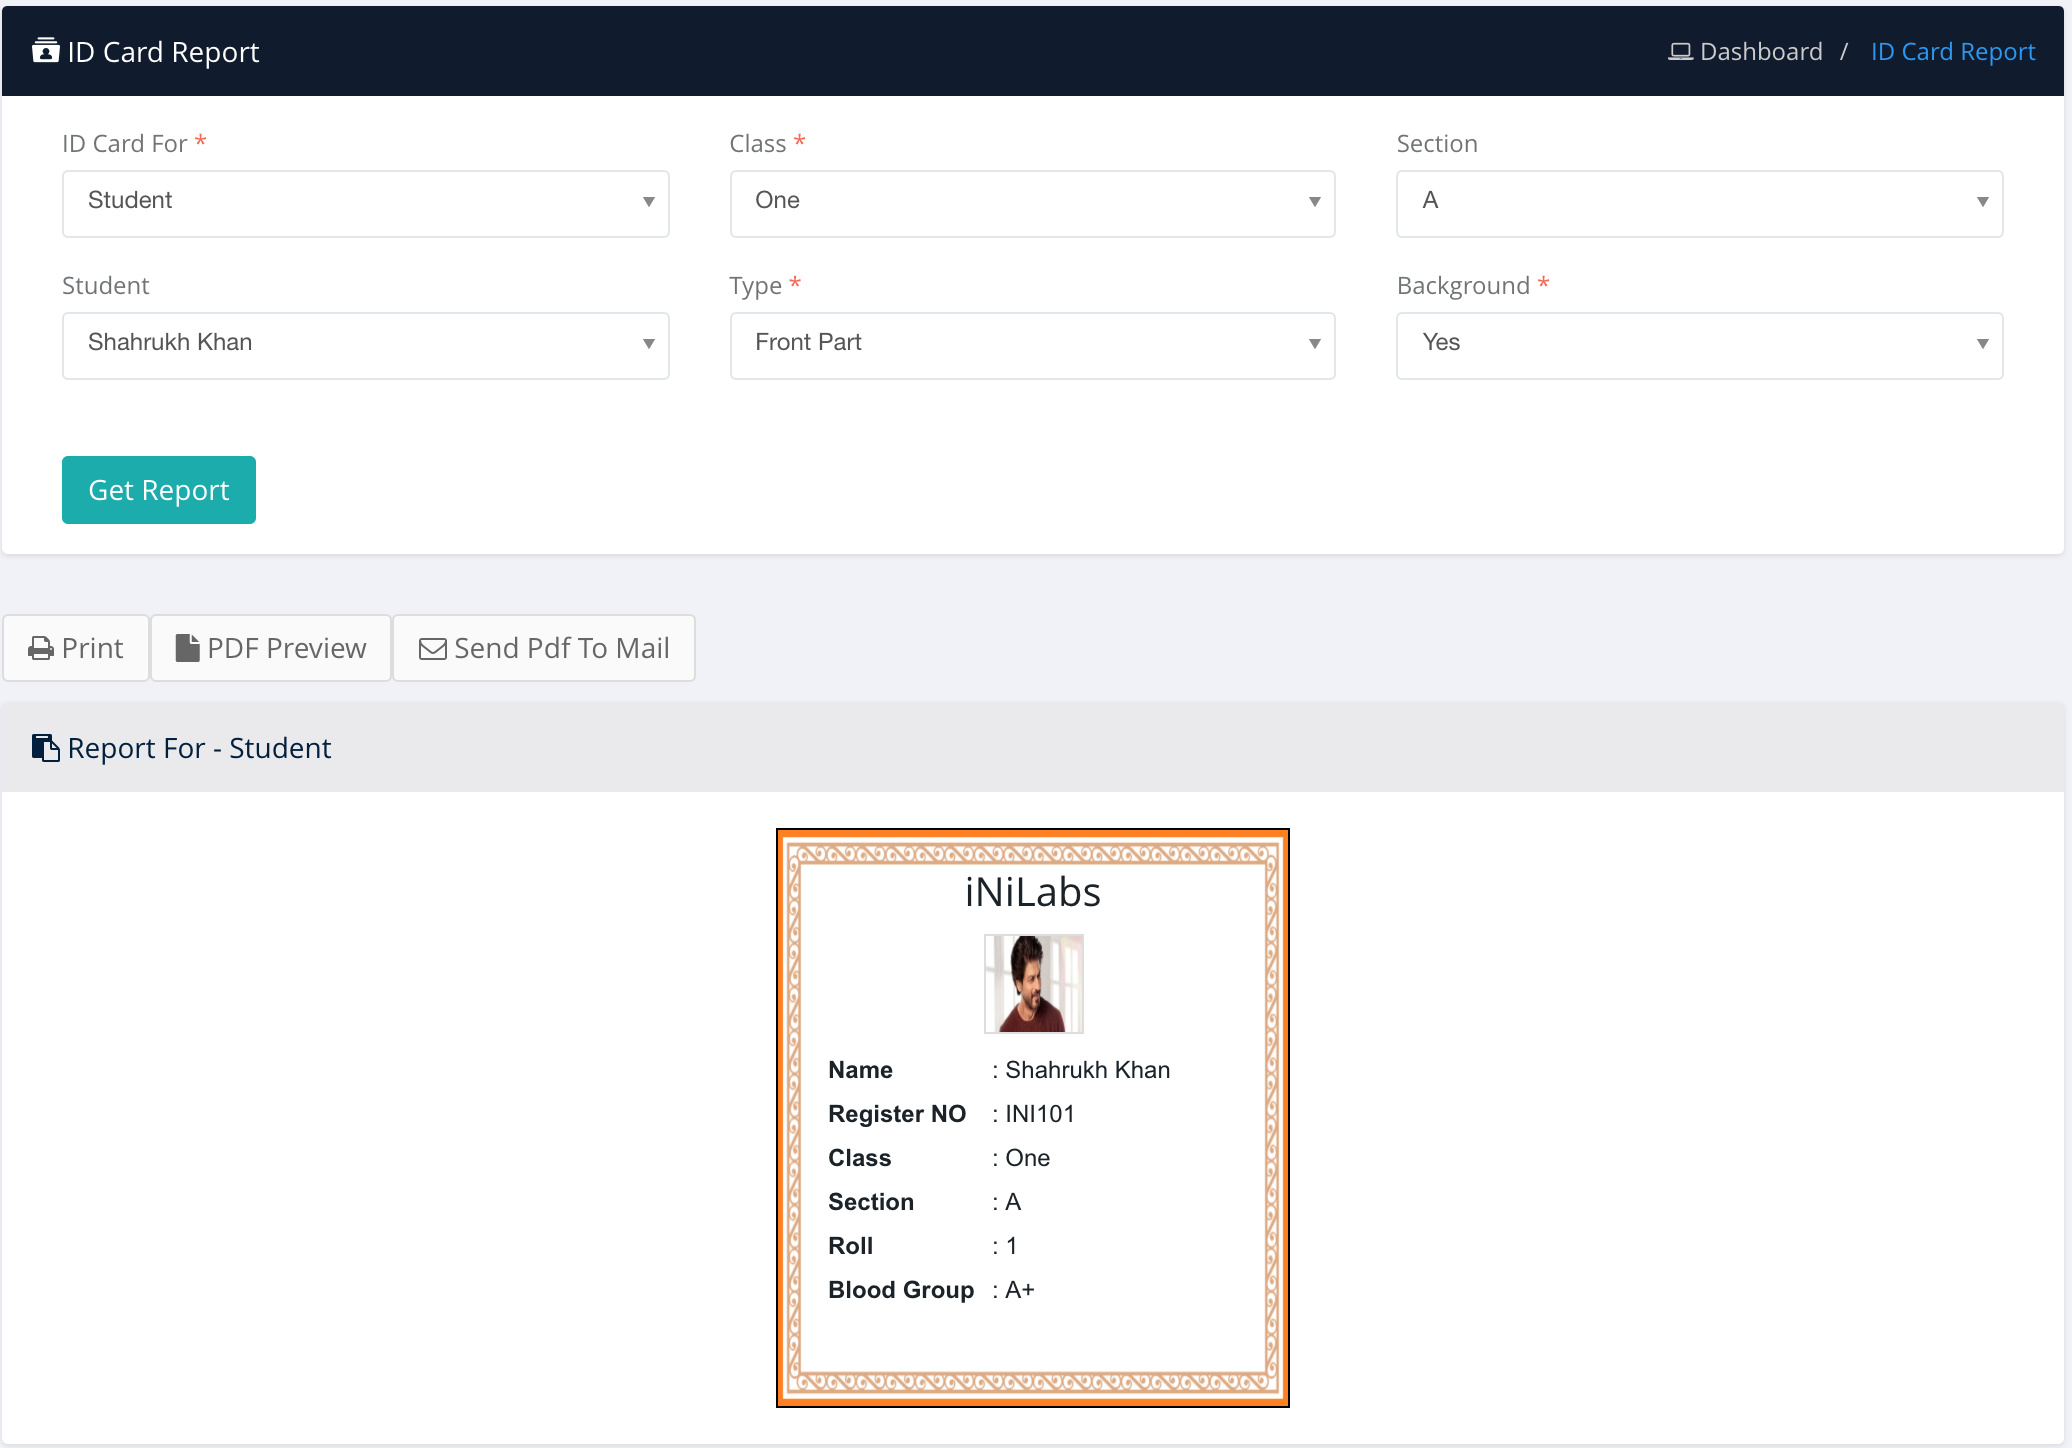 ID Card Report
Dashboard / ID Card Report
ID Card For * Class * Section
Student One A
Student Type * Background *
Shahrukh Khan Front Part Yes
Get Report
Print PDF Preview Send Pdf To Mail
Report For - Student
iNiLabs
Name : Shahrukh Khan
Register NO : INI101
Class : One
Section : A
Roll : 1
Blood Group : A+